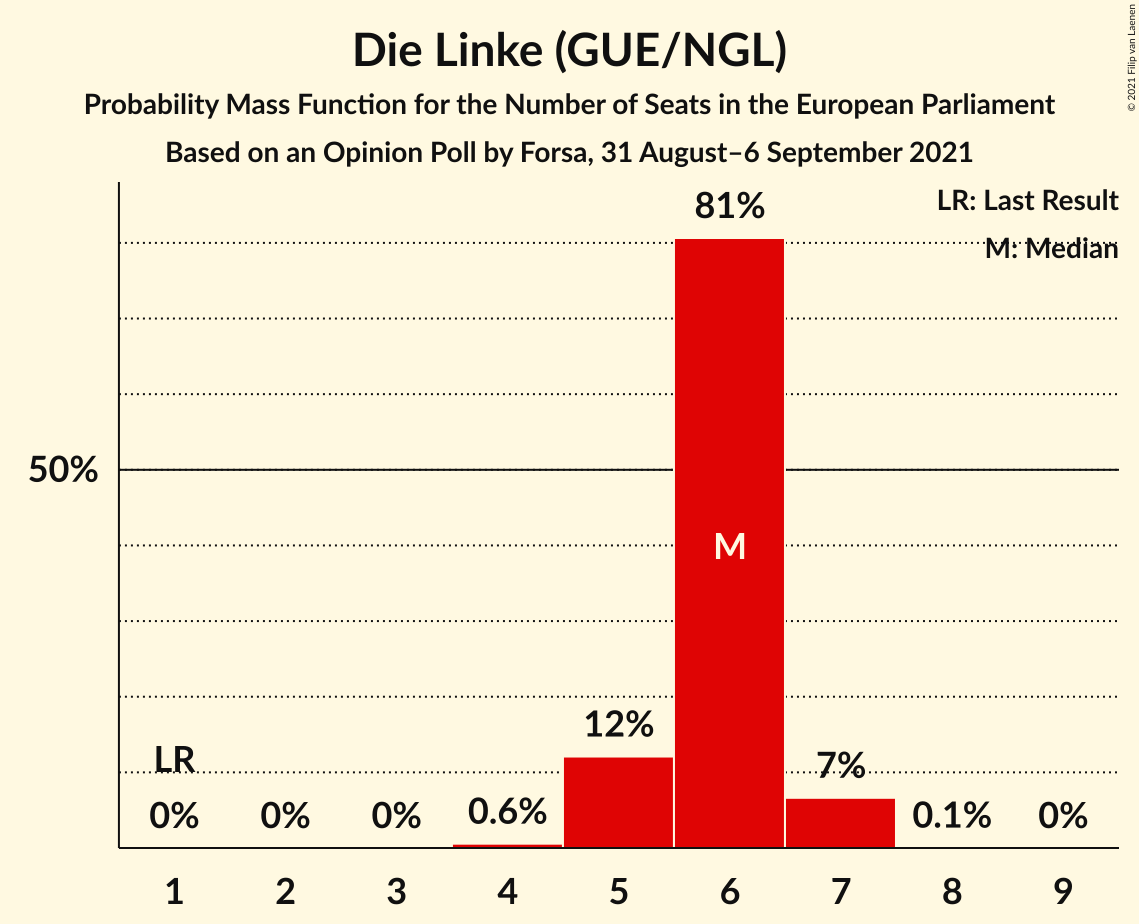 Die Linke (GUE/NGL)
Probability Mass Function for the Number of Seats in the European Parliament
Based on an Opinion Poll by Forsa, 31 August–6 September 2021
© 2021 Filip van Laenen
LR: Last Result
M: Median
81%
50%
M
12%
LR
7%
0%
0%
0%
0.6%
0.1%
0%
1 2 3 4 5 6 7 8 9